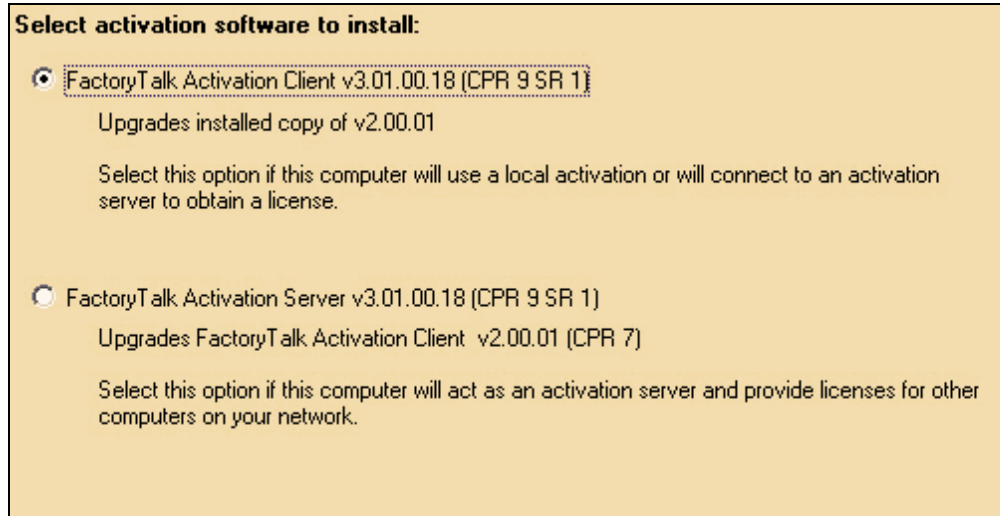 Select activation software to install:
FactoryTalk Activation Client v3.01.00.18 (CPR 9 SR 1)
Upgrades installed copy of v2.00.01
Select this option if this computer will use a local activation or will connect to an activation
server to obtain a license.
FactoryTalk Activation Server v3.01.00.18 (CPR 9 SR 1)
Upgrades FactoryTalk Activation Client  v2.00.01 (CPR 7)
Select this option if this computer will act as an activation server and provide licenses for other
computers on your network.